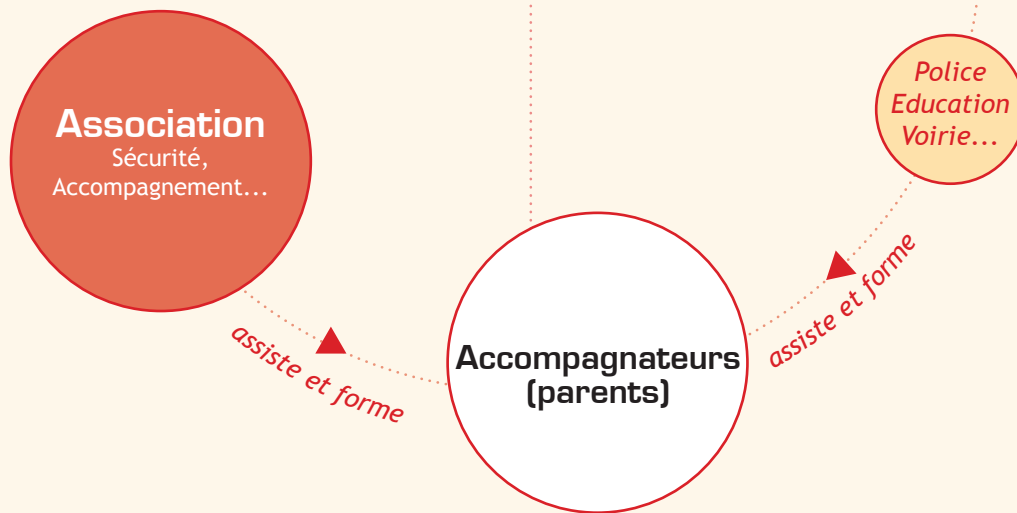 Association
Sécurité,
Accompagnement...
Police
Education
Voirie...
assiste et forme
assiste et forme
Accompagnateurs
(parents)